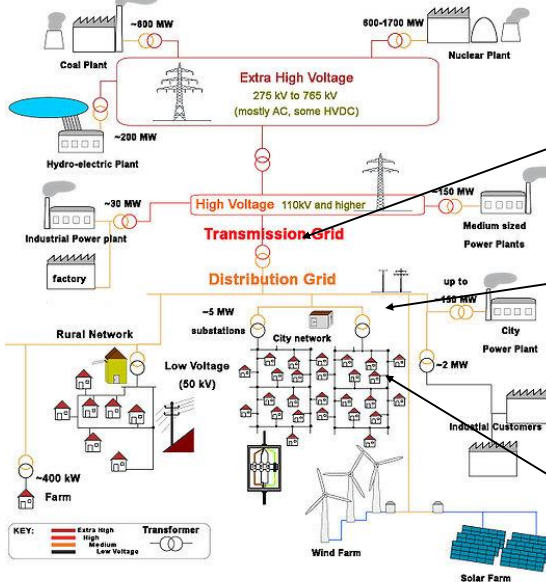 ~600 MW
Coal Plant
600-1700 MW
Nuclear Plant
Extra High Voltage
275 kV to 765 kV
(mostly AC, some HVDC)
~200 MW
Hydro-electric Plant
~30 MW
Industrial Power plant
factory
High Voltage 110kV and higher
~150 MW
Medium sized
Power Plants
Transmission Grid
Distribution Grid
up to
~150 MW
City
Power Plant
~5 MW
substations
Rural Network
City network
Low Voltage
(50 kV)
~2 MW
Industial Customers
~400 kW
Farm
Wind Farm
Solar Farm
KEY:
Extra High
High
Medium
Low Voltage
Transformer